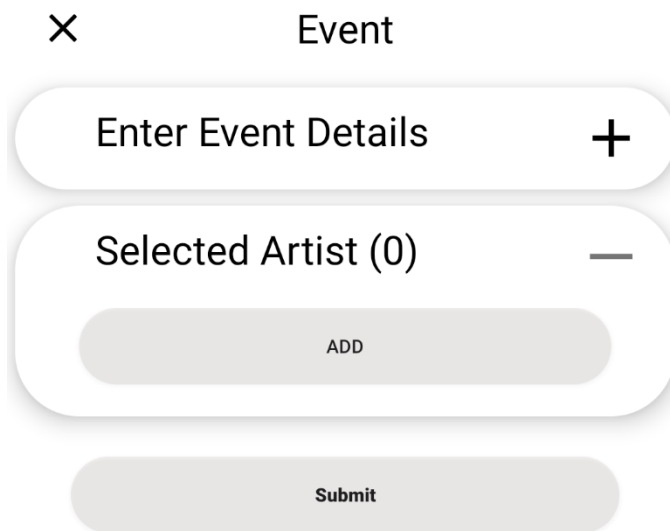 Event
Enter Event Details
Selected Artist (0)
ADD
Submit